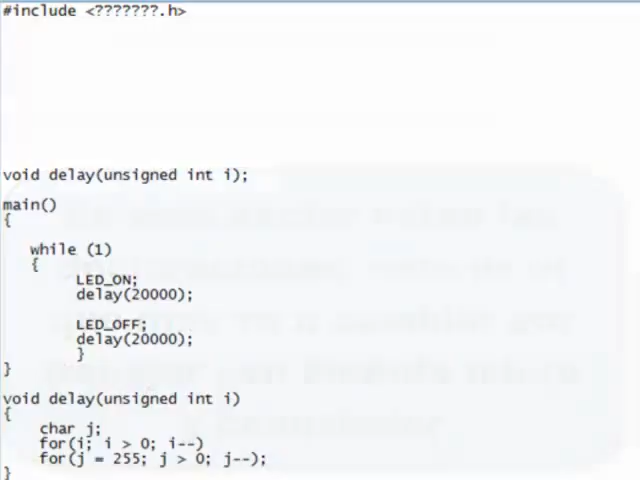 #include <???????.h>
void delay(unsigned int i);
main()
{
while (1)
{
LED_ON;
delay(20000);
LED_OFF;
delay(20000);
}
}
void delay(unsigned int i)
{
char j;
for(i; i > 0; i--)
for(j = 255; j > 0; j--);
}